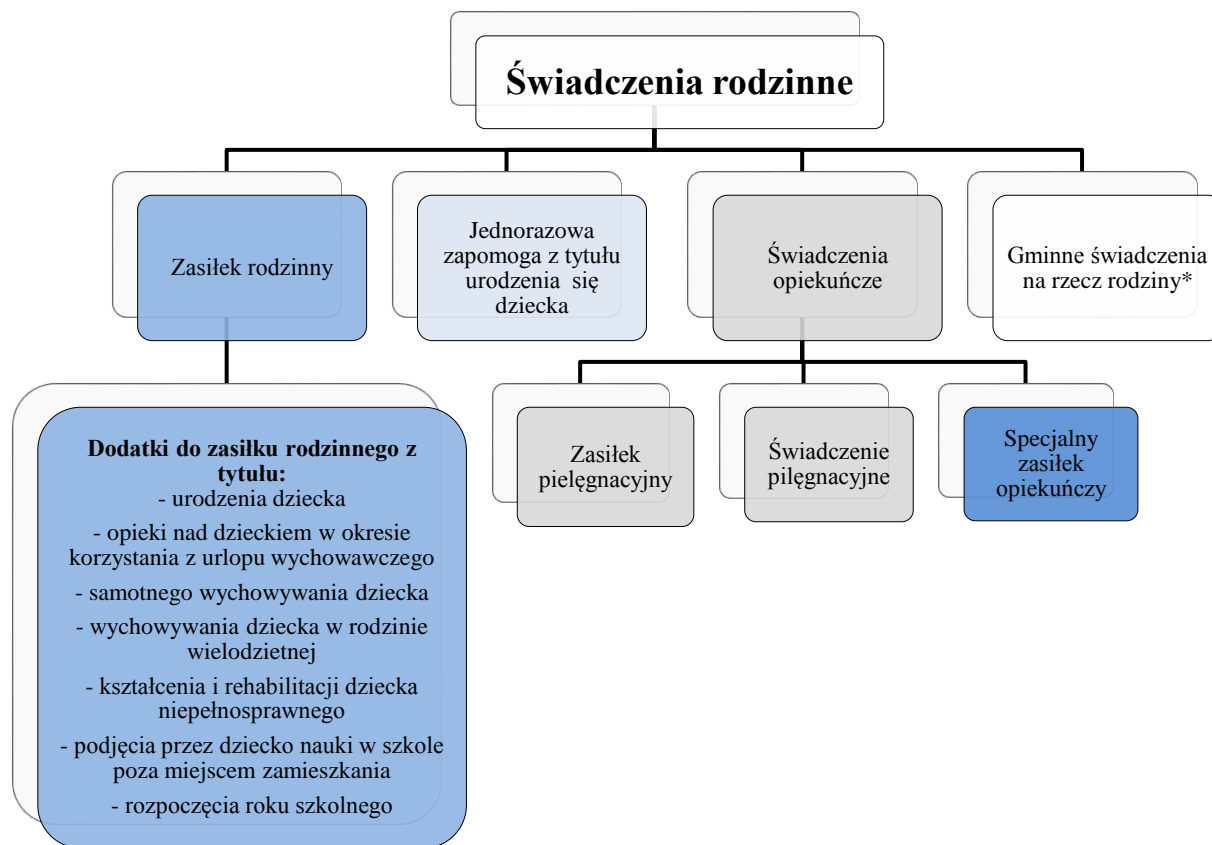 Świadczenia rodzinne
Zasiłek rodzinny
Jednorazowa
zapomoga z tytułu
urodzenia się
dziecka
Świadczenia
opiekuńcze
Gminne świadczenia
na rzecz rodziny*
Dodatki do zasiłku rodzinnego z
tytułu:
- urodzenia dziecka
- opieki nad dzieckiem w okresie
korzystania z urlopu wychowawczego
- samotnego wychowywania dziecka
- wychowywania dziecka w rodzinie
wielodzietnej
- kształcenia i rehabilitacji dziecka
niepełnosprawnego
- podjęcia przez dziecko nauki w szkole
poza miejscem zamieszkania
- rozpoczęcia roku szkolnego
Zasiłek
pielęgnacyjny
Świadczenie
pilęgnacyjne
Specjalny
zasiłek
opiekuńczy